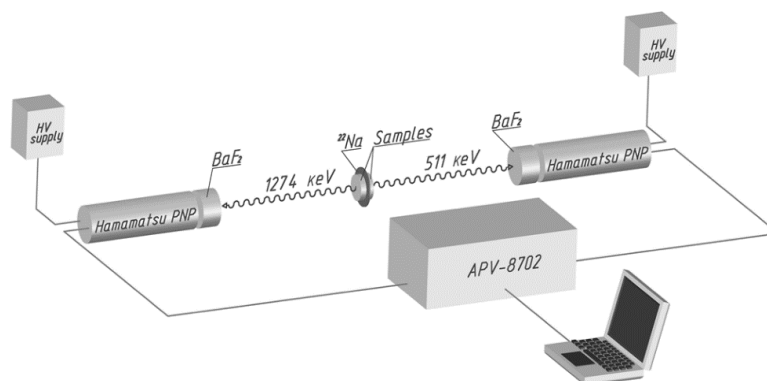 HV
supply
HV
supply
BaF₂
²²Na
Samples
BaF₂
1274 keV
511 keV
Hamamatsu PNP
Hamamatsu PNP
APV-8702